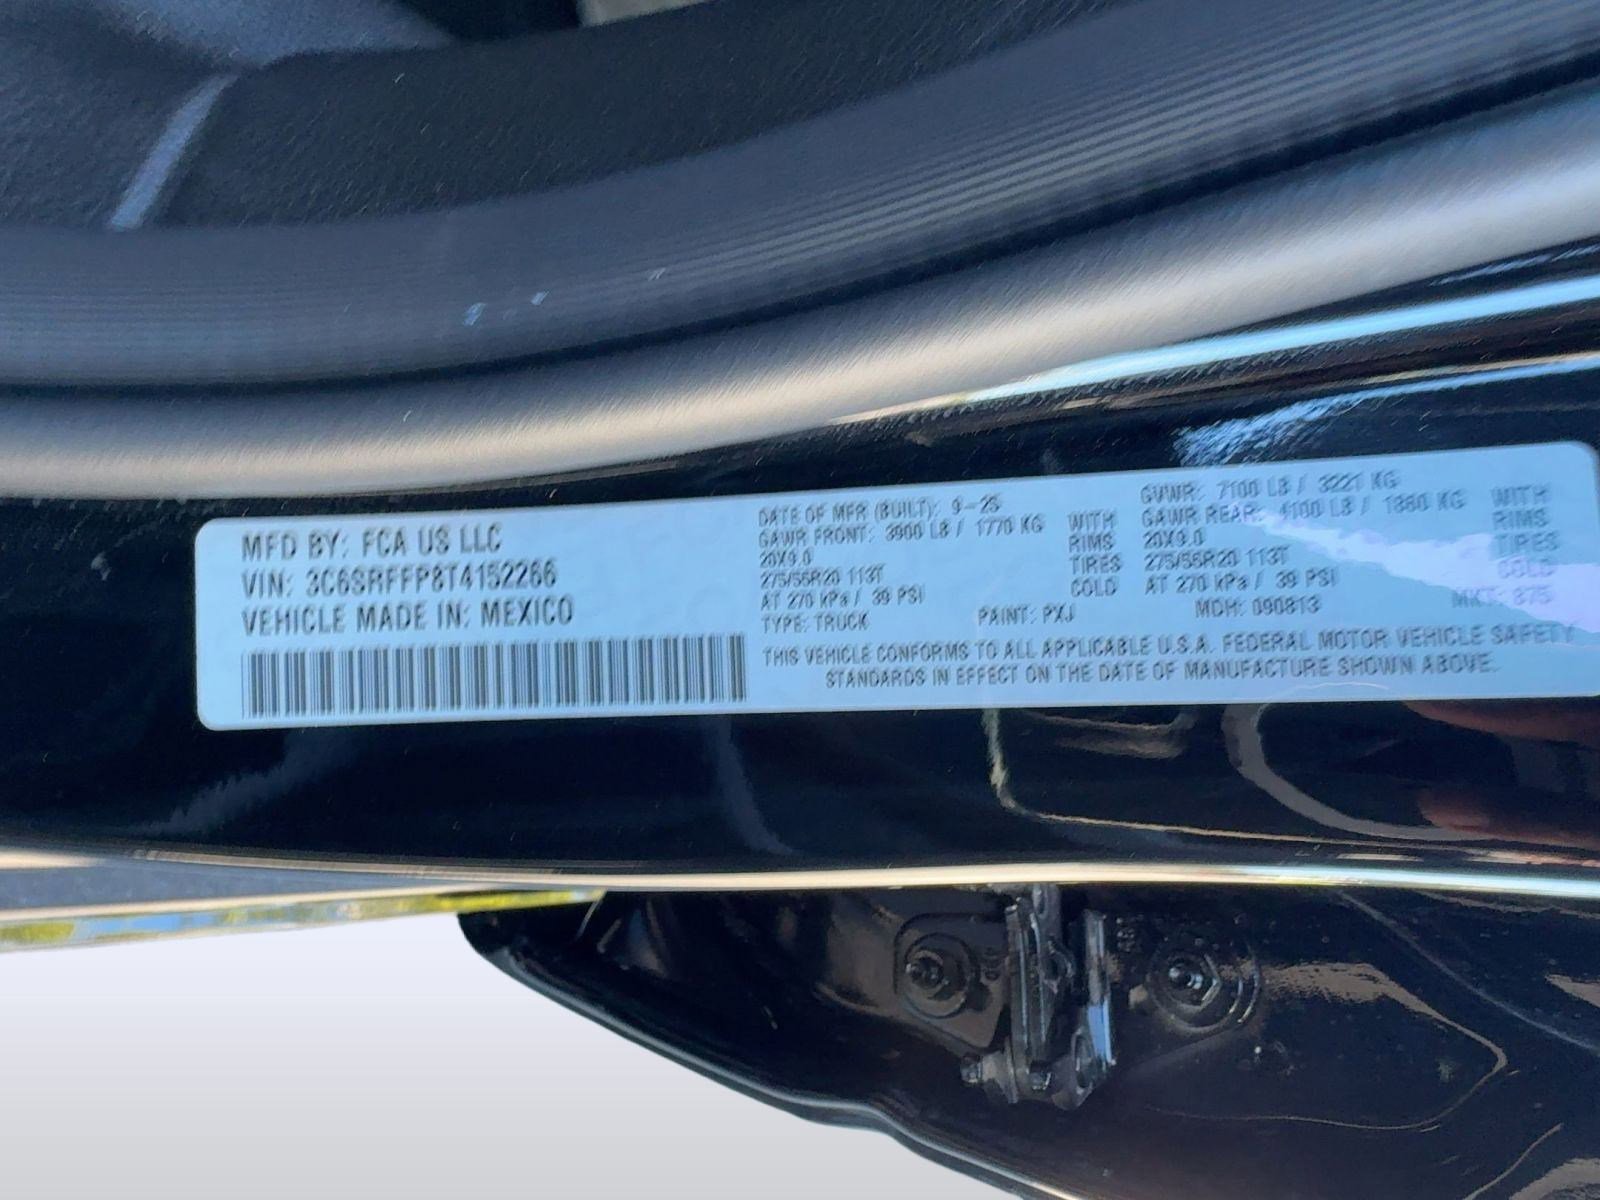 MFD BY: FCA US LLC
VIN: 3C6SRFFP8T4152266
VEHICLE MADE IN: MEXICO
DATE OF MFR (BUILT): 9-25
GAWR FRONT: 3900 LB / 1770 KG WITH
20X9.0 RIMS
275/55R20 113T TIRES
AT 270 kPa / 39 PSI COLD
TYPE: TRUCK PAINT: PXJ
GVWR: 7100 LB / 3221 KG
GAWR REAR: 4100 LB / 1860 KG WITH
20X9.0 RIMS
275/55R20 113T TIRES
AT 270 kPa / 39 PSI COLD
MDH: 090813 MKT: 875
THIS VEHICLE CONFORMS TO ALL APPLICABLE U.S.A. FEDERAL MOTOR VEHICLE SAFETY
STANDARDS IN EFFECT ON THE DATE OF MANUFACTURE SHOWN ABOVE.